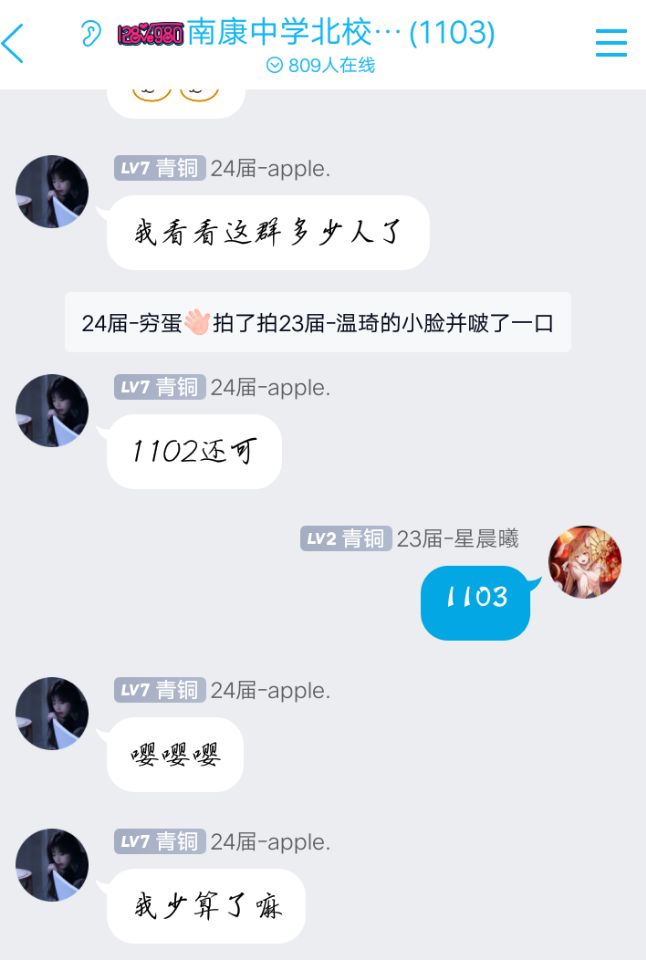 128♥4980南康中学北校…(1103)
809人在线
LV7 青铜 24届-apple.
我看看这群多少人了
24届-穷蛋👋拍了拍23届-温琦的小脸并啵了一口
LV7 青铜 24届-apple.
1102还可
LV2 青铜 23届-星晨曦
1103
LV7 青铜 24届-apple.
嘤嘤嘤
LV7 青铜 24届-apple.
我少算了嘛